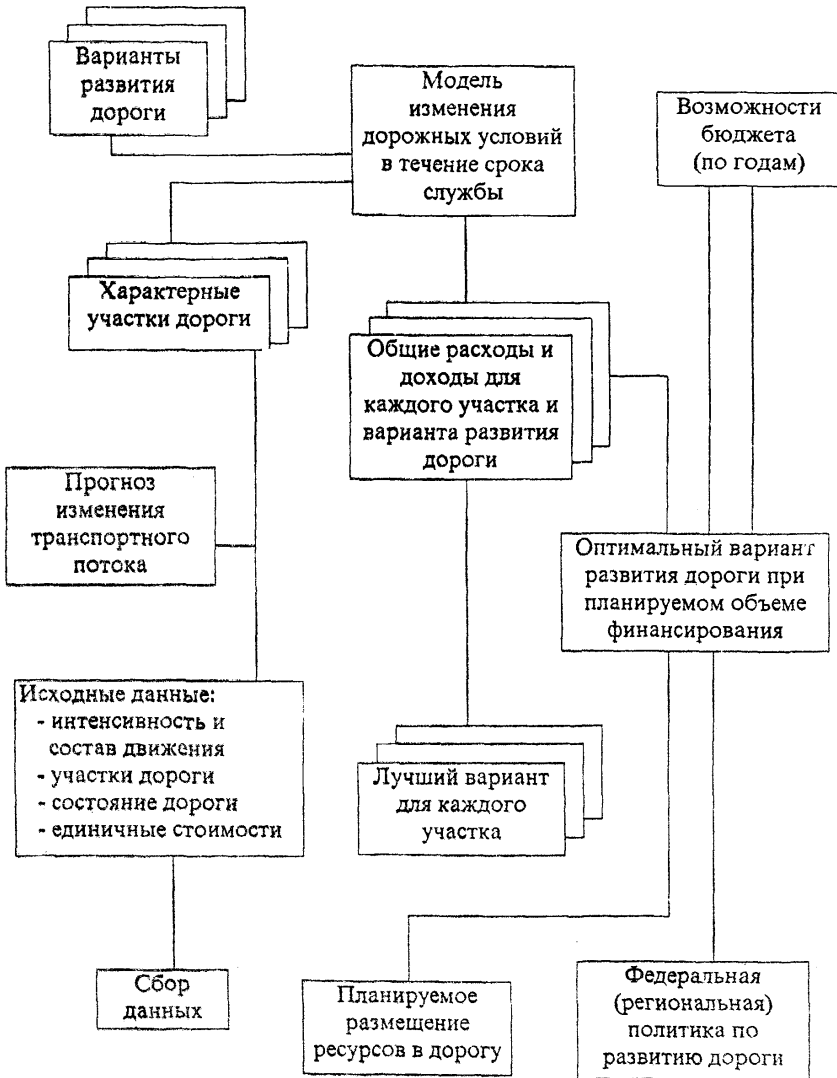 Варианты
развития
дороги
Модель
изменения
дорожных условий
в течение срока
службы
Возможности
бюджета
(по годам)
Характерные
участки дороги
Общие расходы и
доходы для
каждого участка и
варианта развития
дороги
Прогноз
изменения
транспортного
потока
Оптимальный вариант
развития дороги при
планируемом объеме
финансирования
Исходные данные:
- интенсивность и
состав движения
- участки дороги
- состояние дороги
- единичные стоимости
Лучший вариант
для каждого
участка
Сбор
данных
Планируемое
размещение
ресурсов в дорогу
Федеральная
(региональная)
политика по
развитию дороги